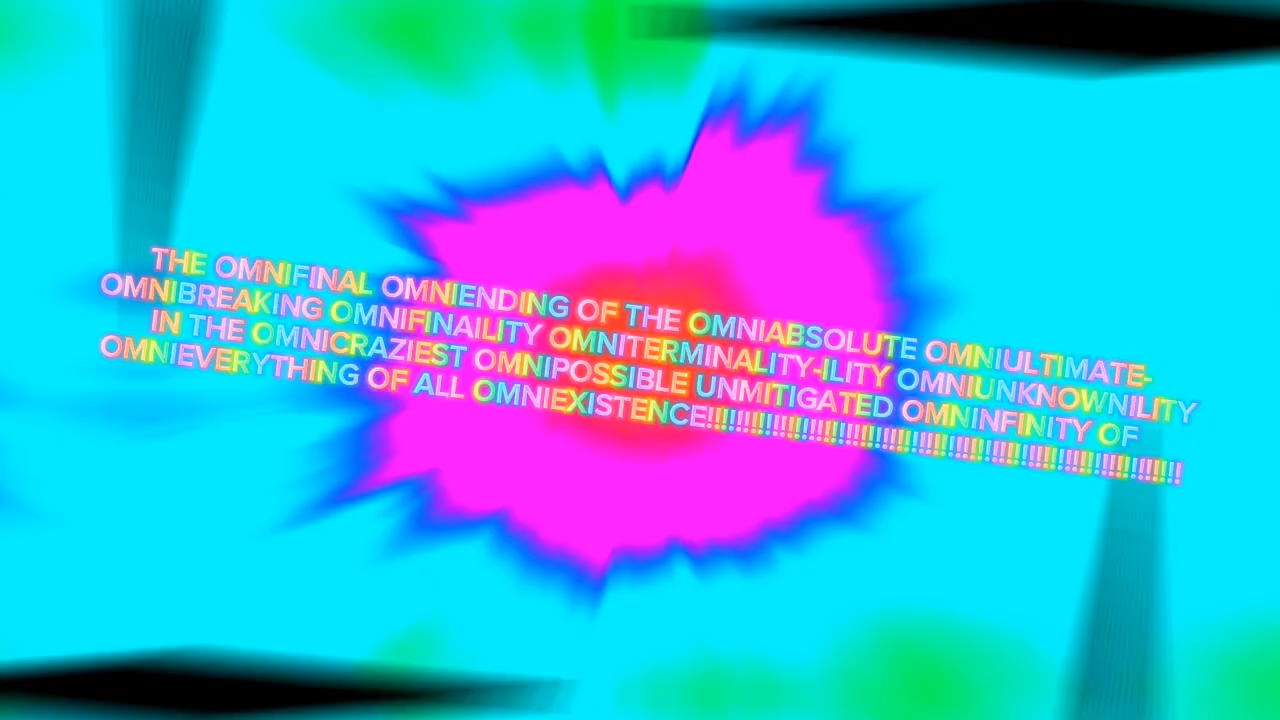 THE OMNIFINAL OMNIENDING OF THE OMNIABSOLUTE OMNIULTIMATE-
OMNIBREAKING OMNIFINAILITY OMNITERMINALITY-ILITY OMNIUNKNOWNILITY
IN THE OMNICRAZIEST OMNIPOSSIBLE UNMITIGATED OMNINFINITY OF
OMNIEVERYTHING OF ALL OMNIEXISTENCE!!!!!!!!!!!!!!!!!!!!!!!!!!!!!!!!!!!!!!!!!!!!!!!!!!!!!!!!!!!!!!!!!!!!